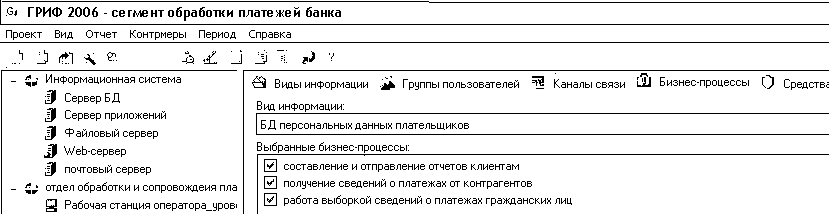 ГРИФ 2006 - сегмент обработки платежей банка
Проект Вид Отчет Контрмеры Период Справка
Информационная система
Сервер БД
Сервер приложений
Файловый сервер
Web-сервер
почтовый сервер
отдел обработки и сопровождеия пла
Рабочая станция оператора_уров
Виды информации Группы пользователей Каналы связи Бизнес-процессы Средства
Вид информации:
БД персональных данных плательщиков
Выбранные бизнес-процессы:
составление и отправление отчетов клиентам
получение сведений о платежах от контрагентов
работа выборкой сведений о платежах гражданских лиц